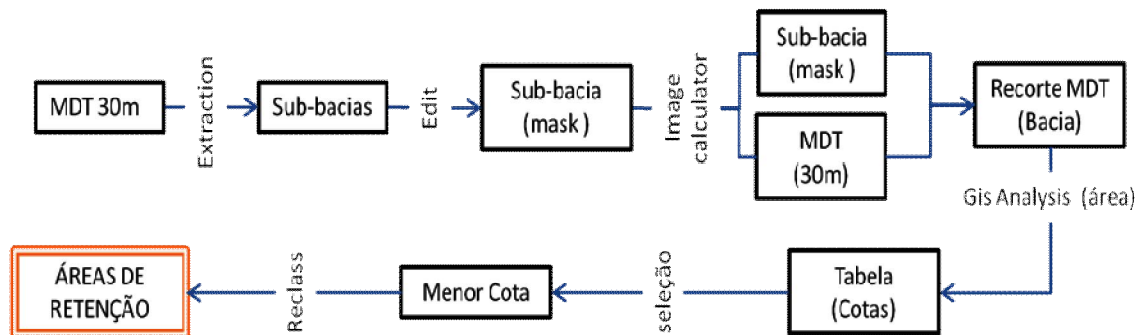 MDT 30m
Extraction
Sub-bacias
Edit
Sub-bacia
(mask )
Image
calculator
Sub-bacia
(mask )
MDT
(30m)
Recorte MDT
(Bacia)
Gis Analysis (área)
Tabela
(Cotas)
seleção
Menor Cota
Reclass
ÁREAS DE
RETENÇÃO